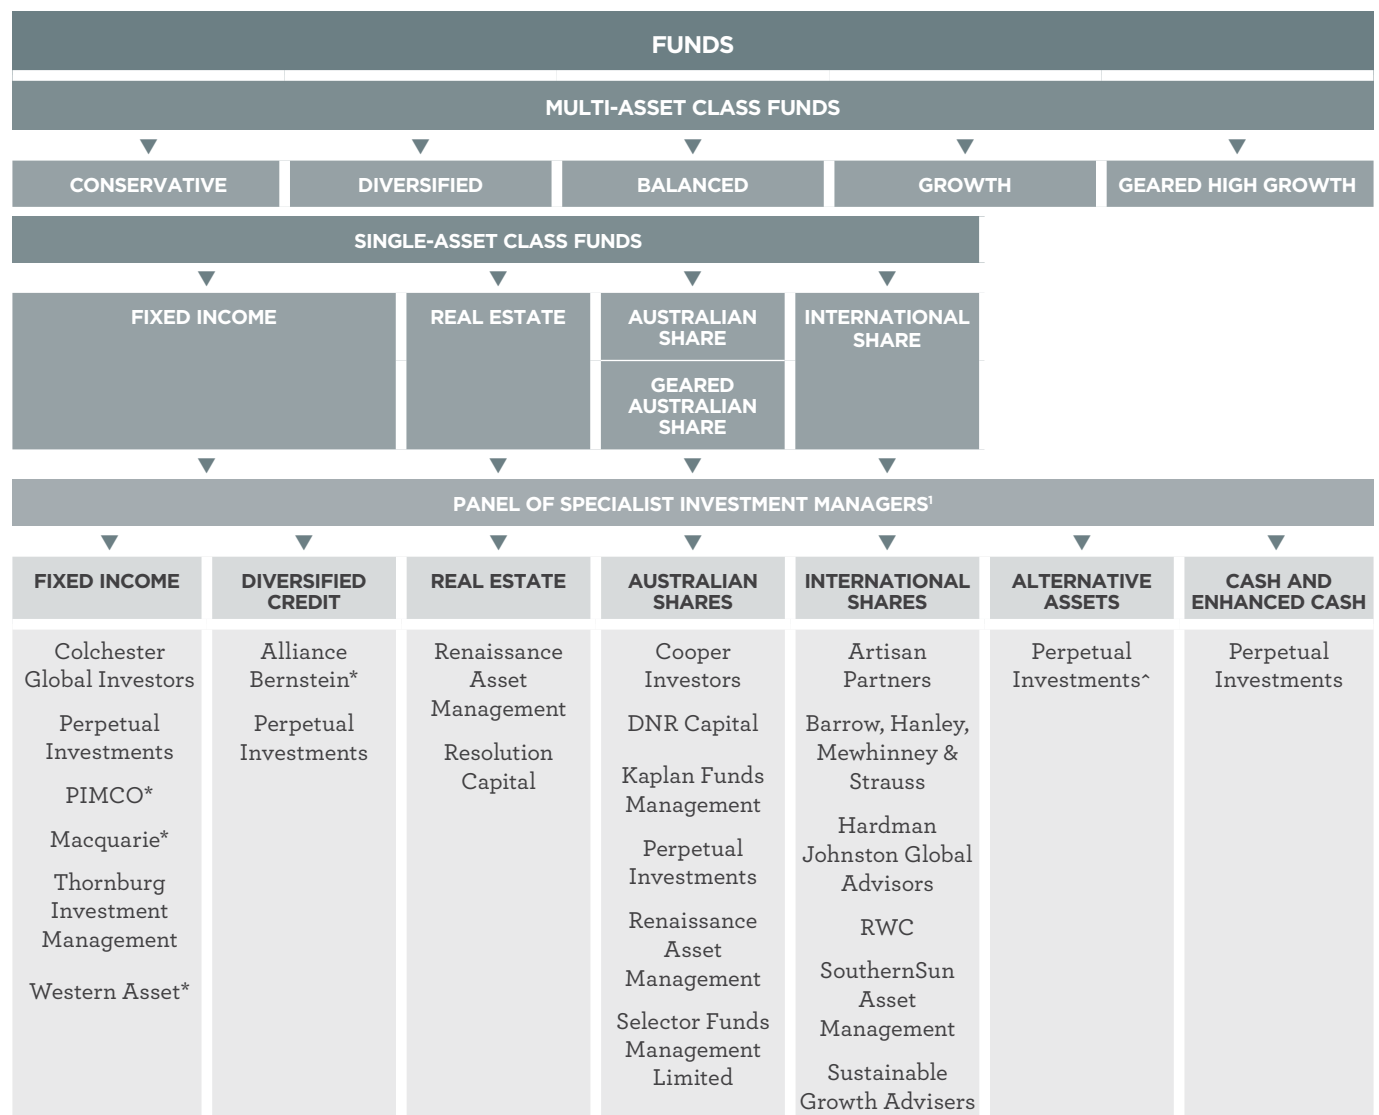 FUNDS
MULTI-ASSET CLASS FUNDS
CONSERVATIVE
DIVERSIFIED
BALANCED
GROWTH
GEARED HIGH GROWTH
SINGLE-ASSET CLASS FUNDS
FIXED INCOME
REAL ESTATE
AUSTRALIAN
SHARE
GEARED
AUSTRALIAN
SHARE
INTERNATIONAL
SHARE
PANEL OF SPECIALIST INVESTMENT MANAGERS¹
FIXED INCOME
Colchester
Global Investors
Perpetual
Investments
PIMCO*
Macquarie*
Thornburg
Investment
Management
Western Asset*
DIVERSIFIED
CREDIT
Alliance
Bernstein*
Perpetual
Investments
REAL ESTATE
Renaissance
Asset
Management
Resolution
Capital
AUSTRALIAN
SHARES
Cooper
Investors
DNR Capital
Kaplan Funds
Management
Perpetual
Investments
Renaissance
Asset
Management
Selector Funds
Management
Limited
INTERNATIONAL
SHARES
Artisan
Partners
Barrow, Hanley,
Mewhinney &
Strauss
Hardman
Johnston Global
Advisors
RWC
SouthernSun
Asset
Management
Sustainable
Growth Advisers
ALTERNATIVE
ASSETS
Perpetual
Investments^
CASH AND
ENHANCED CASH
Perpetual
Investments